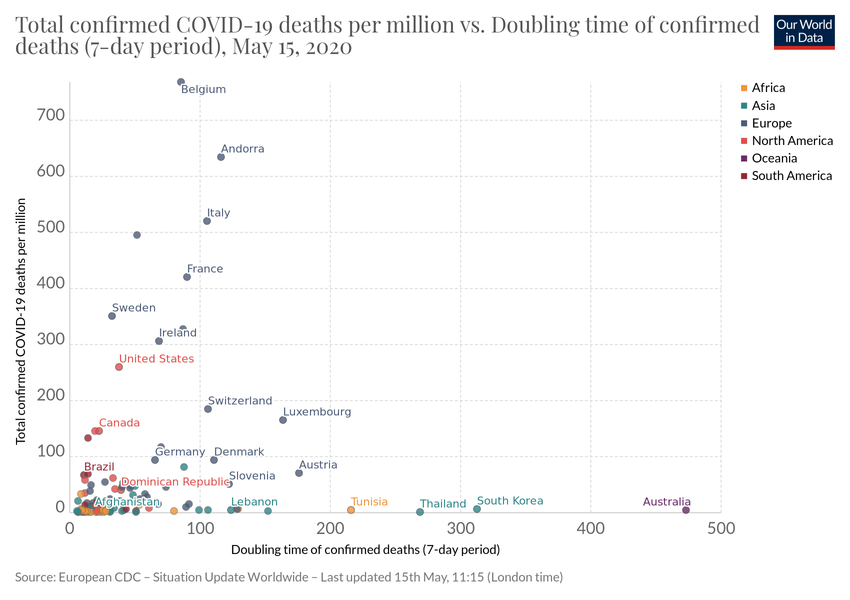 Total confirmed COVID-19 deaths per million vs. Doubling time of confirmed
deaths (7-day period), May 15, 2020
Our World
in Data
Africa
Asia
Europe
North America
Oceania
South America
Total confirmed COVID-19 deaths per million
700
600
500
400
300
200
100
0
Belgium
Andorra
Italy
France
Sweden
Ireland
United States
Switzerland
Luxembourg
Canada
Germany
Denmark
Austria
Brazil
Slovenia
Dominican Republic
Afghanistan
Lebanon
Tunisia
Thailand
South Korea
Australia
0
100
200
300
400
500
Doubling time of confirmed deaths (7-day period)
Source: European CDC – Situation Update Worldwide – Last updated 15th May, 11:15 (London time)